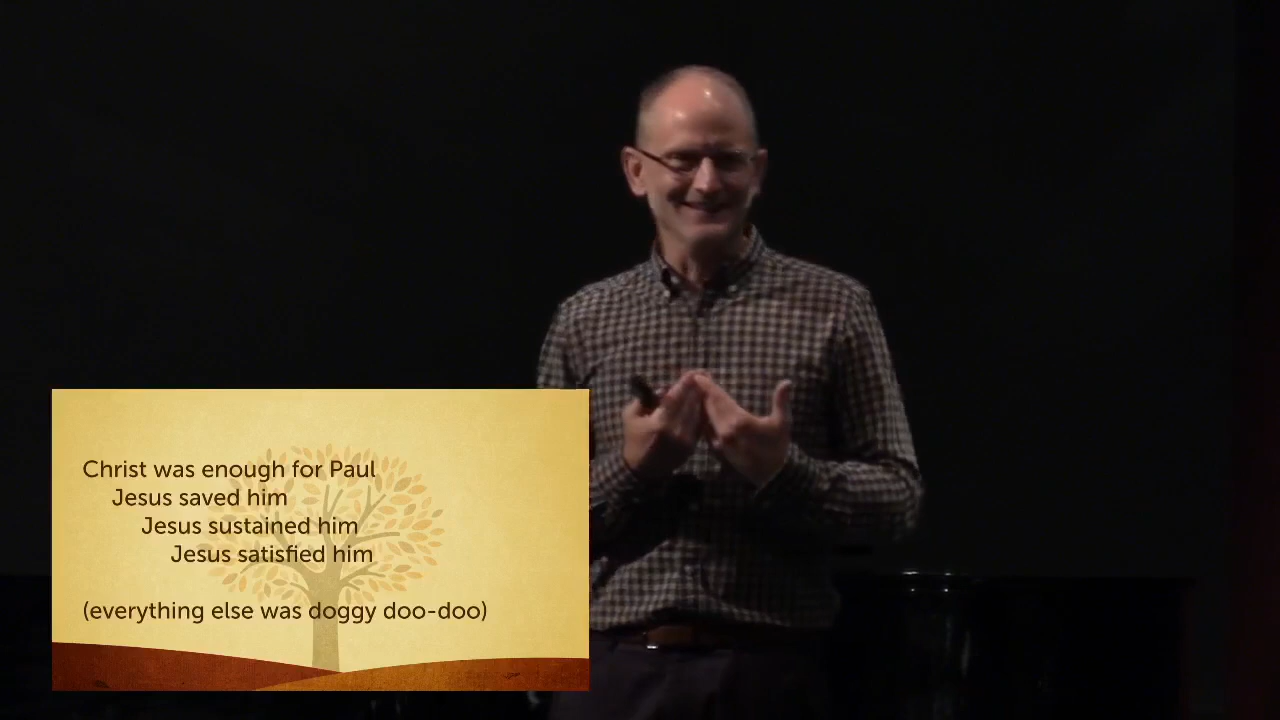 Christ was enough for Paul
Jesus saved him
Jesus sustained him
Jesus satisfied him
(everything else was doggy doo-doo)